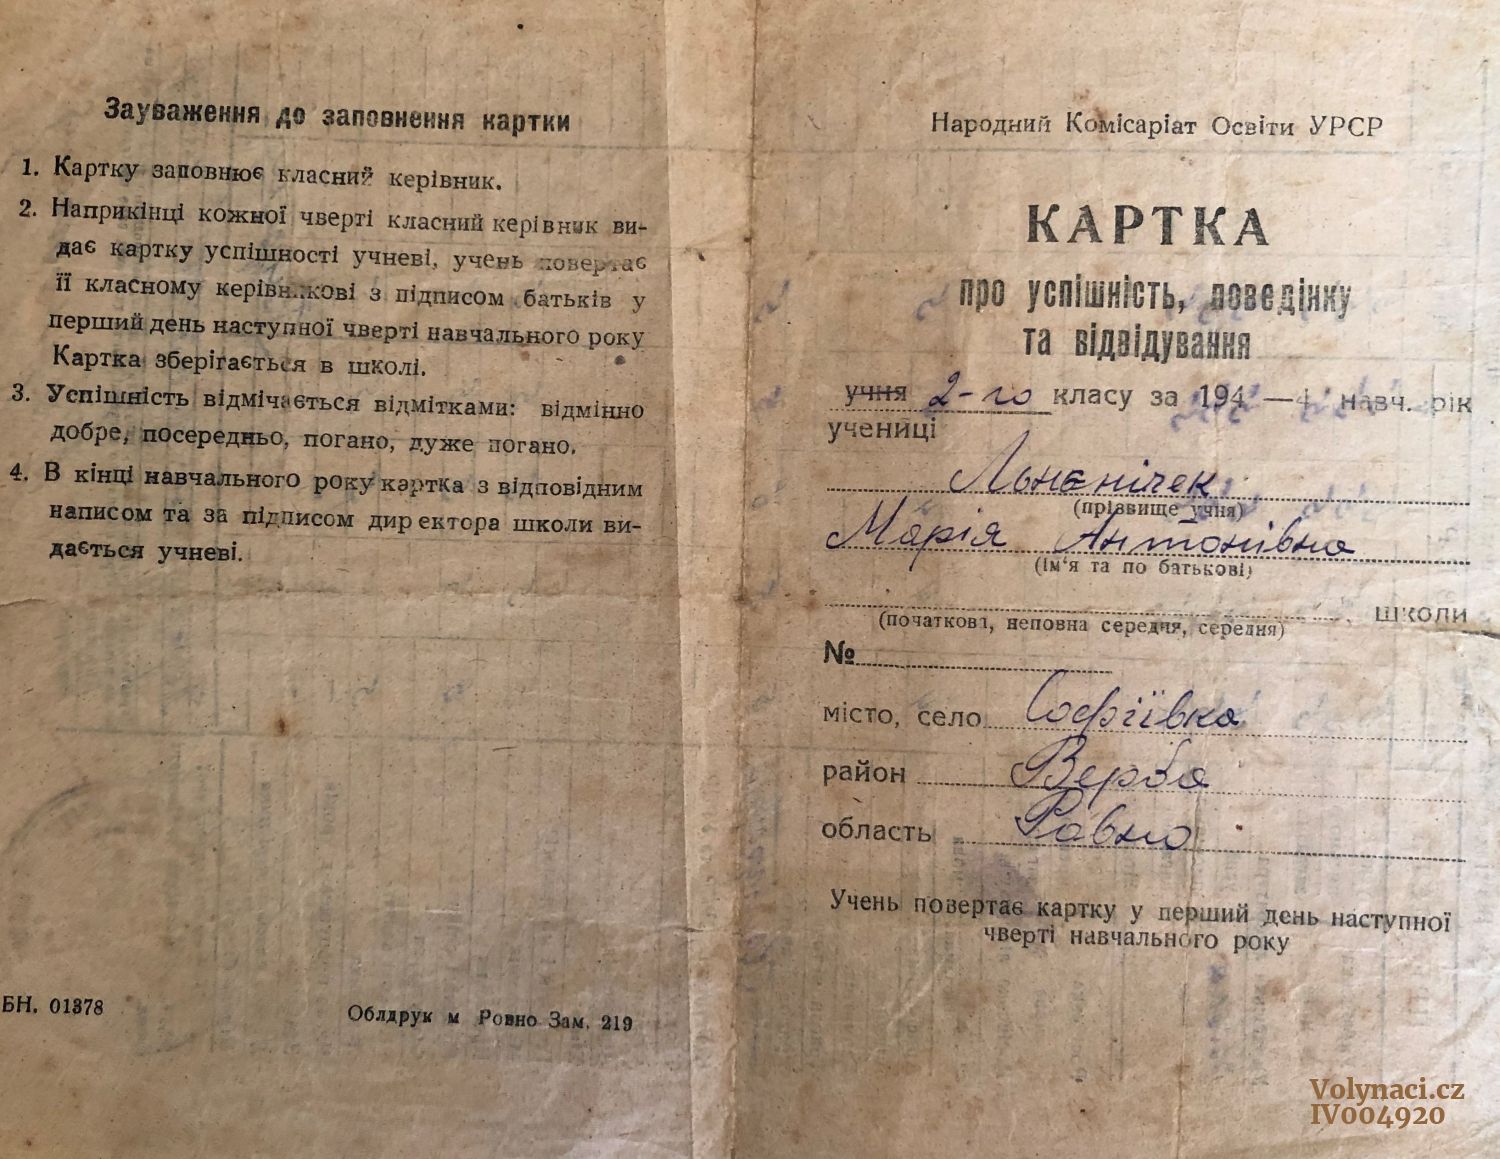 Зауваження до заповнення картки
1. Картку заповнює класний керівник.
2. Наприкінці кожної чверті класний керівник ви-
дає картку успішності учневі, учень повертає
її класному керівникові з підписом батьків у
перший день наступної чверті навчального року
Картка зберігається в школі.
3. Успішність відмічається відмітками: відмінно
добре, посередньо, погано, дуже погано.
4. В кінці навчального року картка з відповідним
написом та за підписом директора школи ви-
дається учневі.
БН. 01378
Облдрук м Ровно Зам. 219
Народний Комісаріат Освіти УРСР
КАРТКА
про успішність, поведінку
та відвідування
учня 2-го класу за 194 —4 навч. рік
учениці
(прізвище учня)
Марія Антонівна
(ім'я та по батькові)
школи
(початкова, неповна середня, середня)
№
місто, село Софіївка
район Верба
область Равно
Учень повертає картку у перший день наступної
чверті навчального року
Volynaci.cz
IV004920